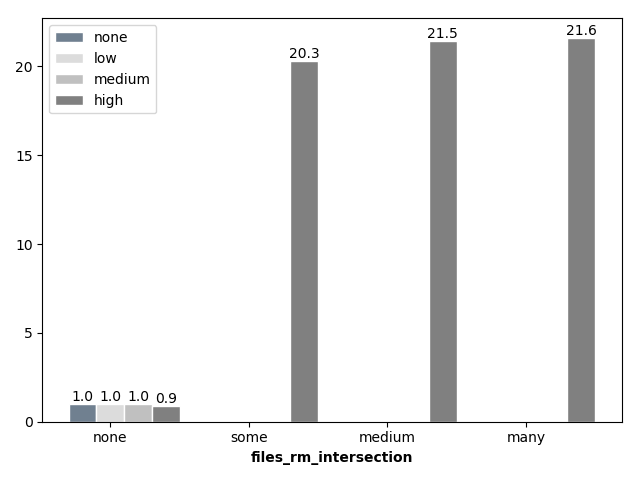 none
low
medium
high
20
15
10
5
0
1.0
1.0
1.0
0.9
20.3
21.5
21.6
none
some
medium
many
files_rm_intersection